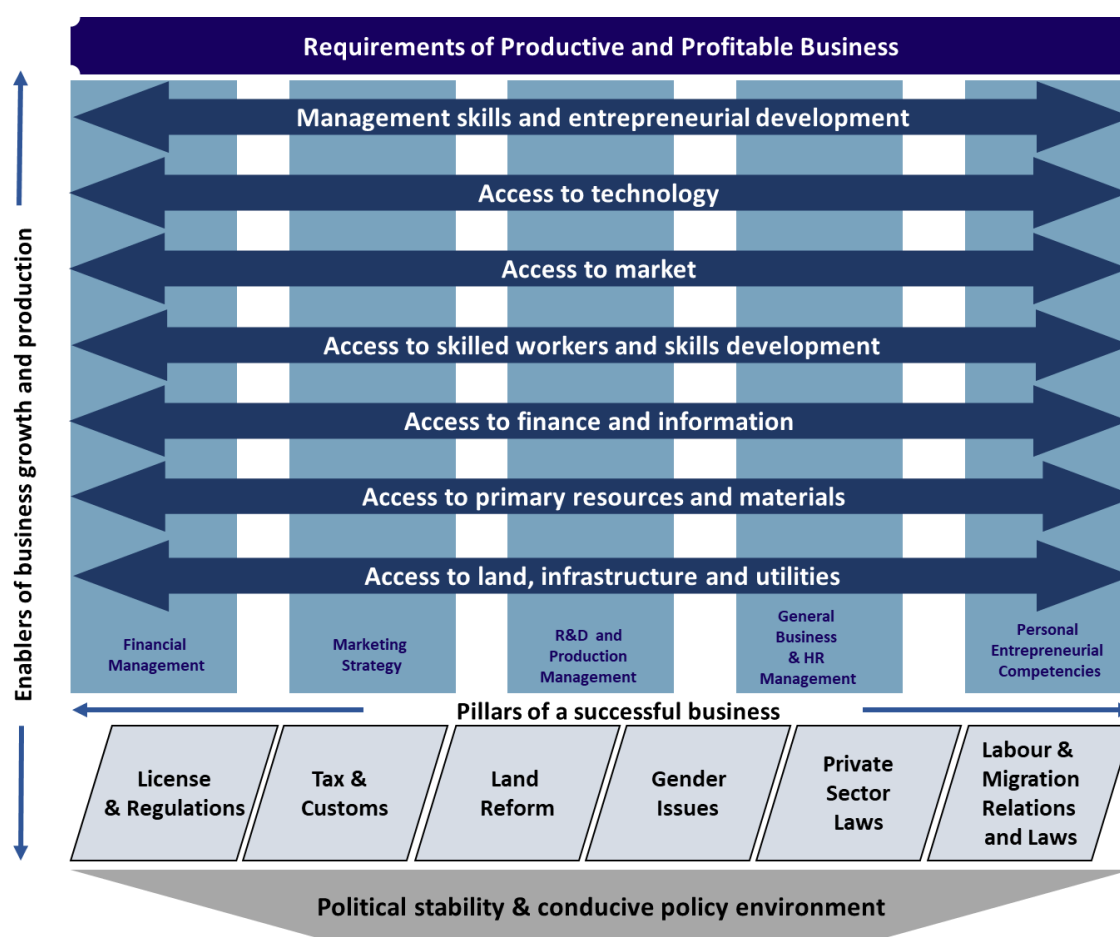 Requirements of Productive and Profitable Business
Enablers of business growth and production
Management skills and entrepreneurial development
Access to technology
Access to market
Access to skilled workers and skills development
Access to finance and information
Access to primary resources and materials
Access to land, infrastructure and utilities
Financial
Management
Marketing
Strategy
R&D and
Production
Management
General
Business
& HR
Management
Personal
Entrepreneurial
Competencies
Pillars of a successful business
License
& Regulations
Tax &
Customs
Land
Reform
Gender
Issues
Private
Sector
Laws
Labour &
Migration
Relations
and Laws
Political stability & conducive policy environment